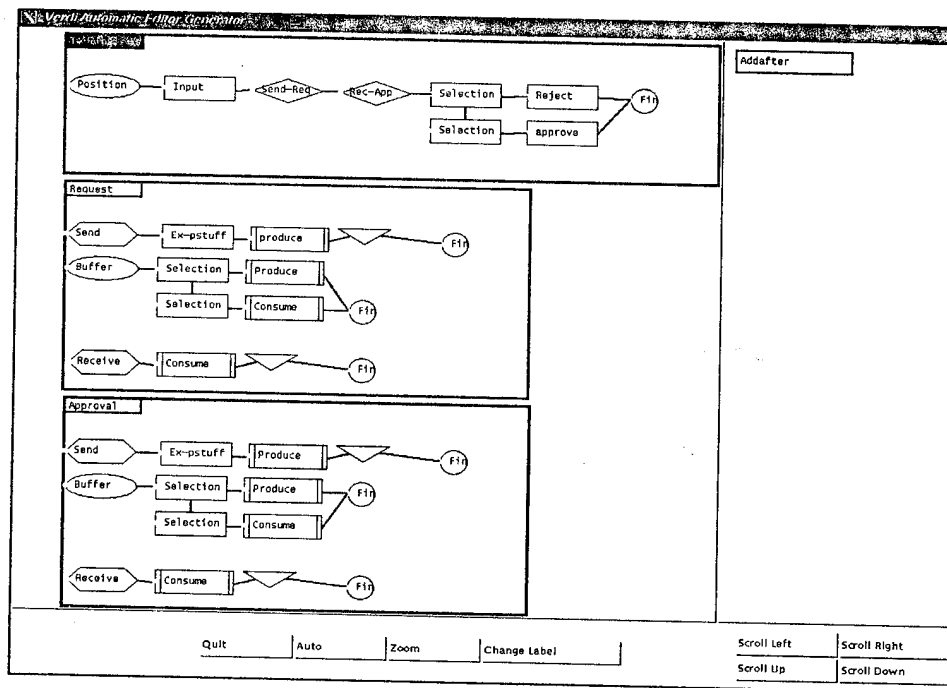 Verdi Automatic Editor Generator
Addafter
Position Input Send-Req Rec-App Selection Reject Fin
Selection approve
Request
Send Ex-pstuff produce Fin
Buffer Selection Produce
Selection Consume Fin
Receive Consume Fin
Approval
Send Ex-pstuff Produce Fin
Buffer Selection Produce Fin
Selection Consume
Receive Consume Fin
Quit Auto Zoom Change Label Scroll Left Scroll Right
Scroll Up Scroll Down